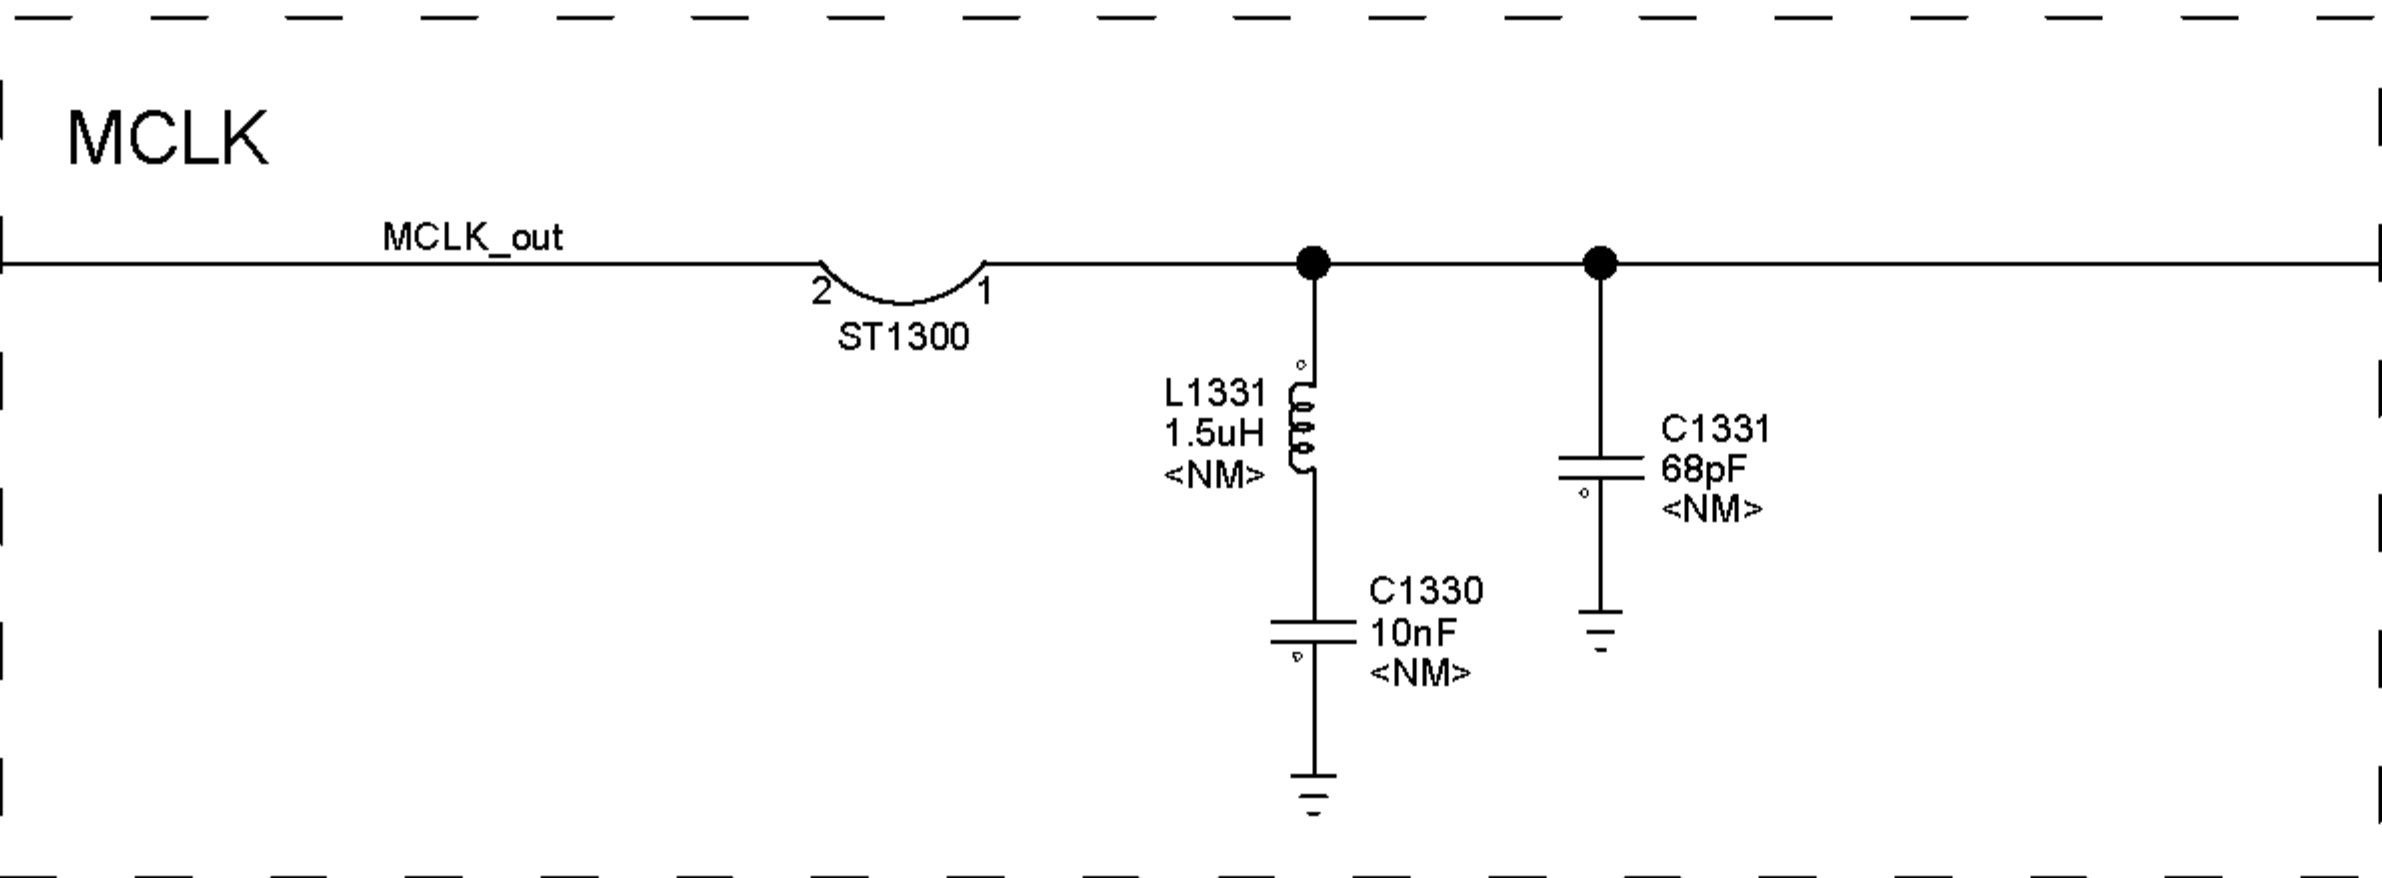 MCLK
MCLK_out
2
1
ST1300
L1331
1.5uH
<NM>
C1331
68pF
<NM>
C1330
10nF
<NM>